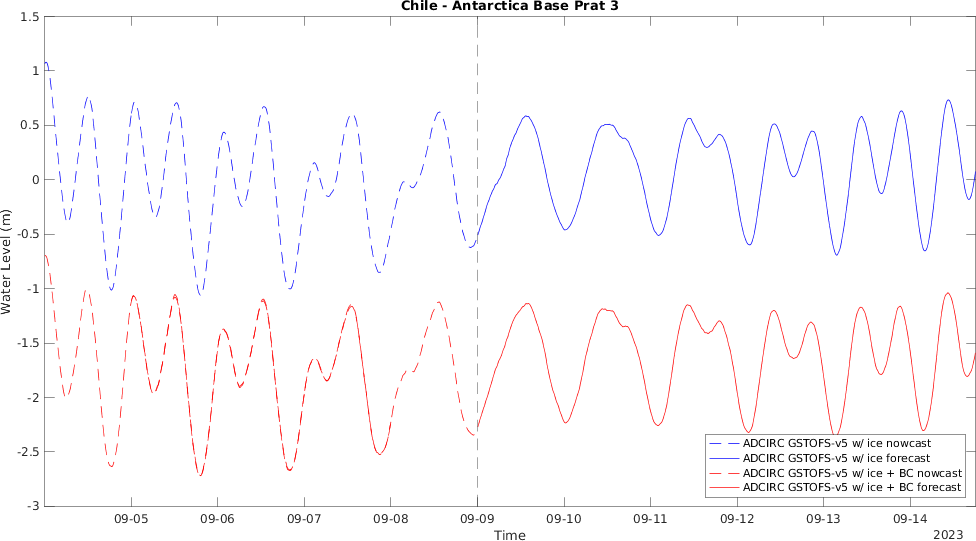 Chile - Antarctica Base Prat 3
1.5
1
0.5
0
-0.5
-1
-1.5
-2
-2.5
-3
Water Level (m)
ADCIRC GSTOFS-v5 w/ ice nowcast
ADCIRC GSTOFS-v5 w/ ice forecast
ADCIRC GSTOFS-v5 w/ ice + BC nowcast
ADCIRC GSTOFS-v5 w/ ice + BC forecast
09-05 09-06 09-07 09-08 09-09 09-10 09-11 09-12 09-13 09-14
Time
2023